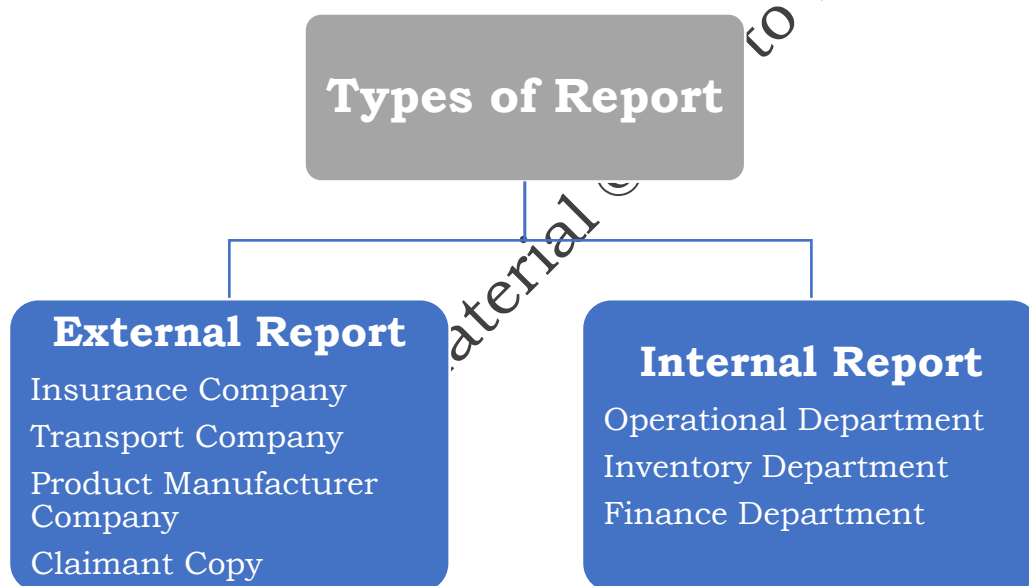 Types of Report
External Report
Insurance Company
Transport Company
Product Manufacturer
Company
Claimant Copy
Internal Report
Operational Department
Inventory Department
Finance Department
to
©